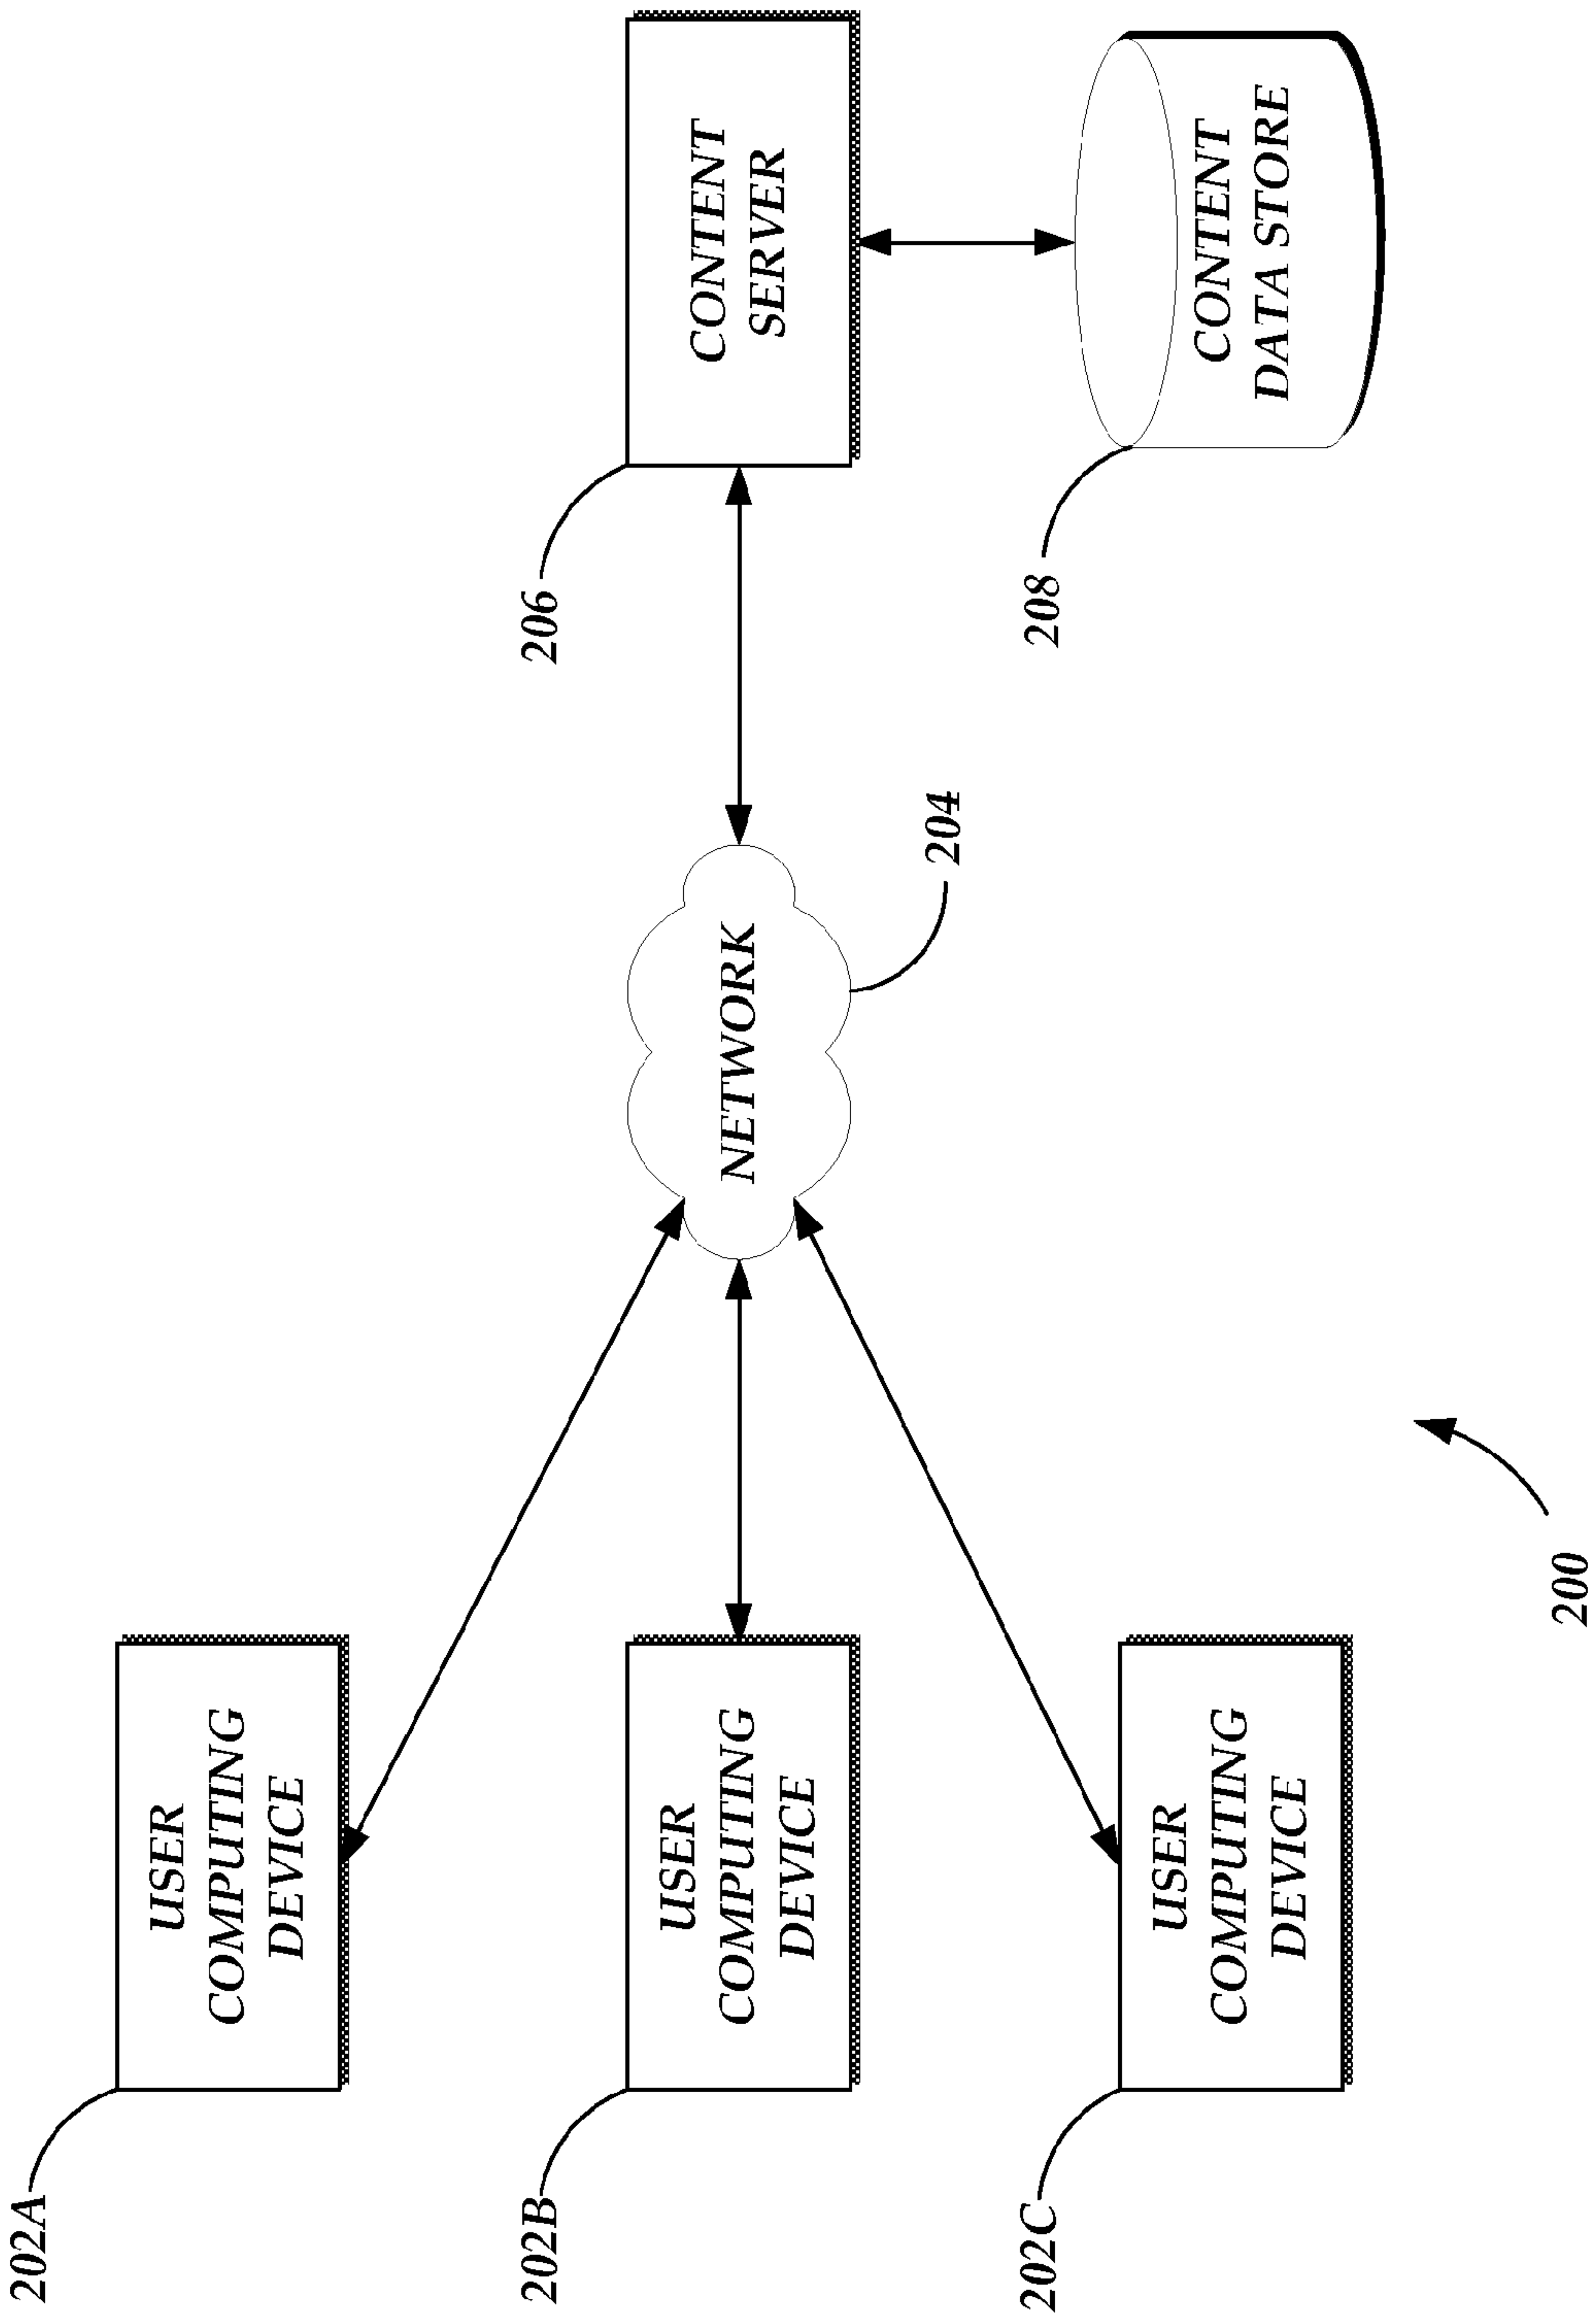 202A
USER
COMPUTING
DEVICE
202B
USER
COMPUTING
DEVICE
202C
USER
COMPUTING
DEVICE
NETWORK
204
206
CONTENT
SERVER
208
CONTENT
DATA STORE
200